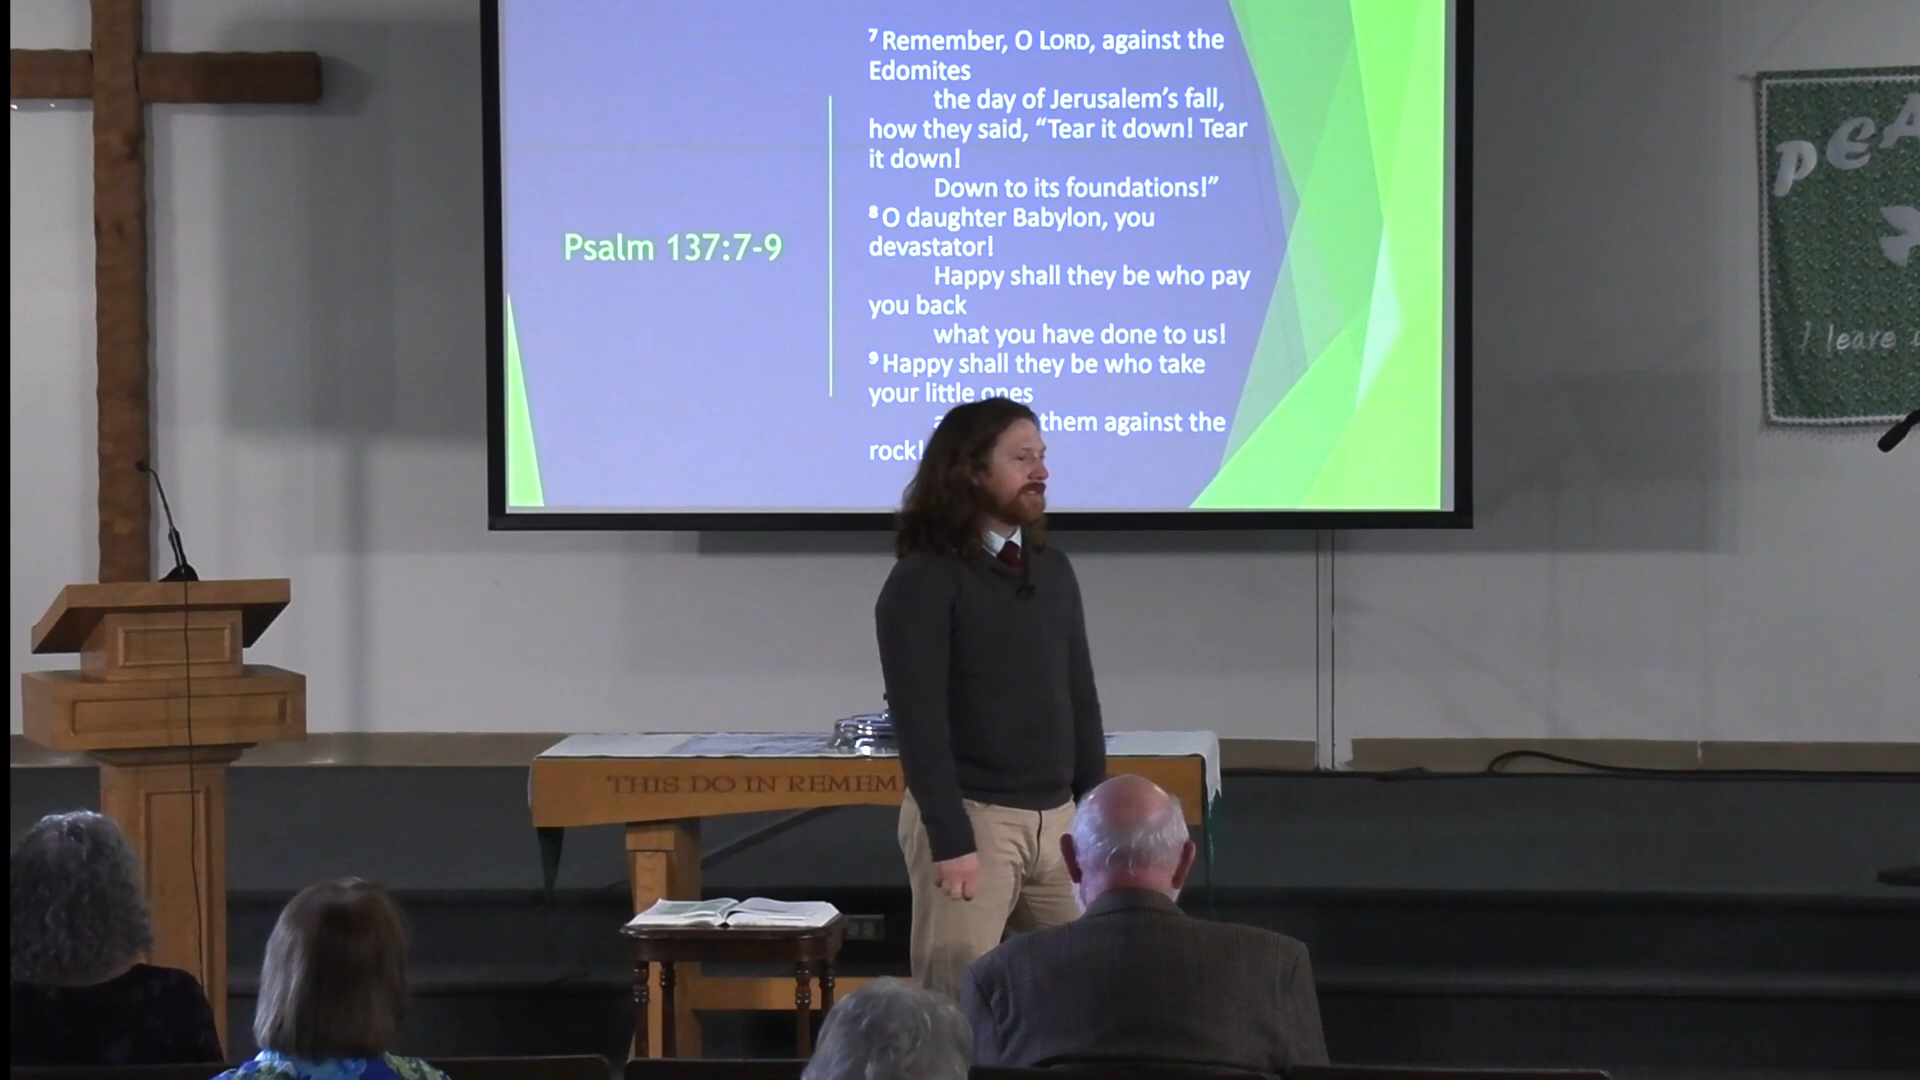 Psalm 137:7-9
⁷ Remember, O LORD, against the
Edomites
the day of Jerusalem’s fall,
how they said, “Tear it down! Tear
it down!
Down to its foundations!”
⁸ O daughter Babylon, you
devastator!
Happy shall they be who pay
you back
what you have done to us!
⁹ Happy shall they be who take
your little ones
them against the
rock!
PEA
I leave
THIS DO IN REMEM